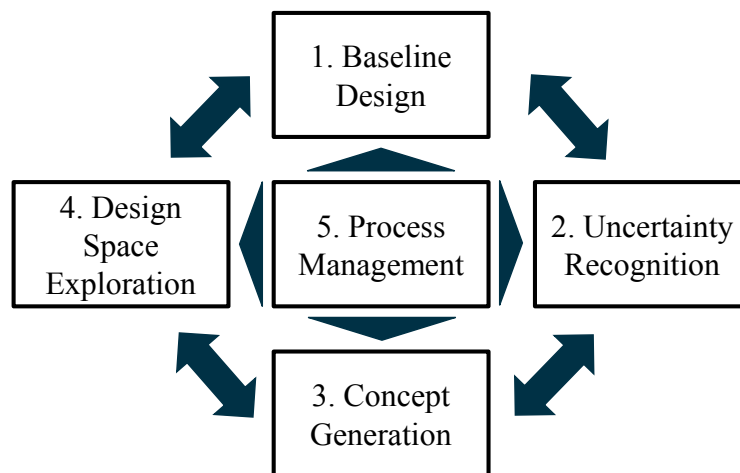 1. Baseline
Design
4. Design
Space
Exploration
5. Process
Management
2. Uncertainty
Recognition
3. Concept
Generation